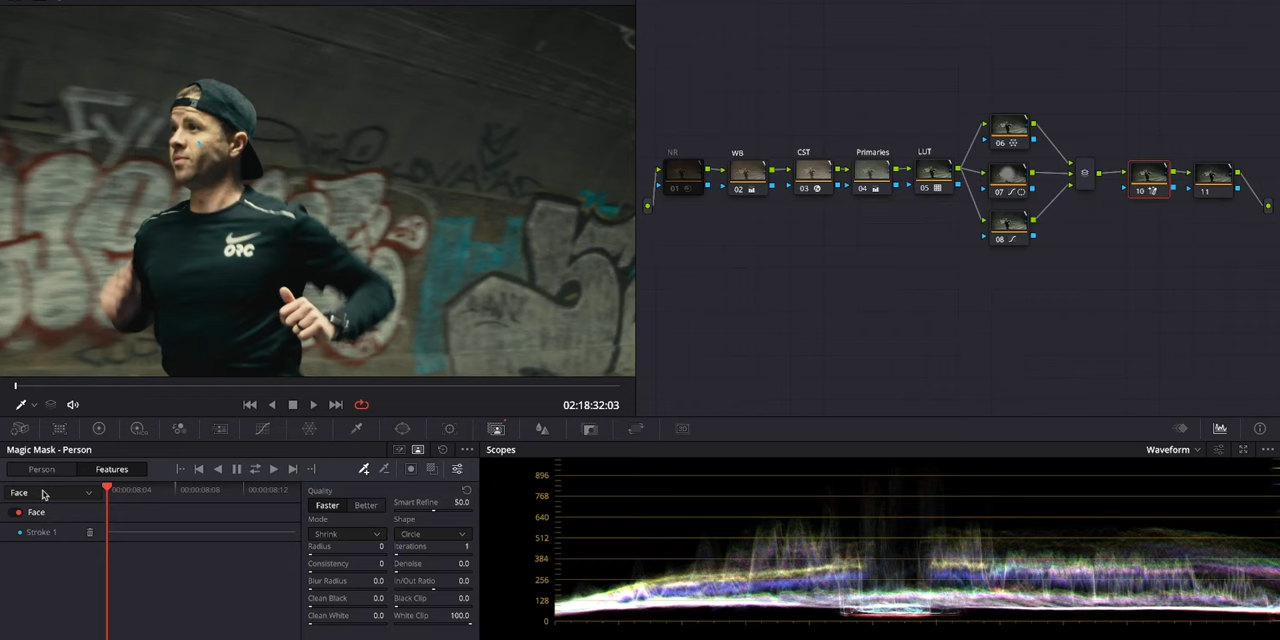 ORC
NR
WB
CST
Primaries
LUT
01
02
03
04
05
06
07
08
10
11
02:18:32:03
Magic Mask - Person
Person
Features
Face
00:00:08:04
00:00:08:08
00:00:08:12
Face
Stroke 1
Quality
Faster
Better
Smart Refine
50.0
Mode
Shape
Shrink
Circle
Radius
0
Iterations
1
Consistency
0.0
Denoise
0.0
Blur Radius
0.0
In/Out Ratio
0.0
Clean Black
0.0
Black Clip
0.0
Clean White
0.0
White Clip
100.0
Scopes
Waveform
896
768
640
512
384
256
128
0